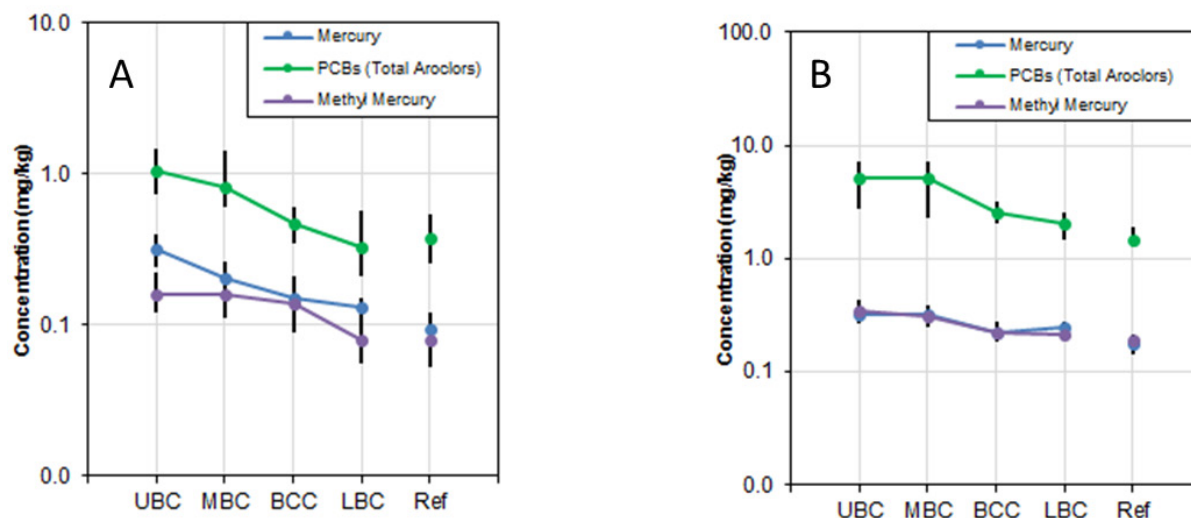 A
Mercury
PCBs (Total Aroclors)
Methyl Mercury
10.0
1.0
0.1
0.0
Concentration (mg/kg)
UBC MBC BCC LBC Ref
B
Mercury
PCBs (Total Aroclors)
Methyl Mercury
100.0
10.0
1.0
0.1
0.0
Concentration (mg/kg)
UBC MBC BCC LBC Ref